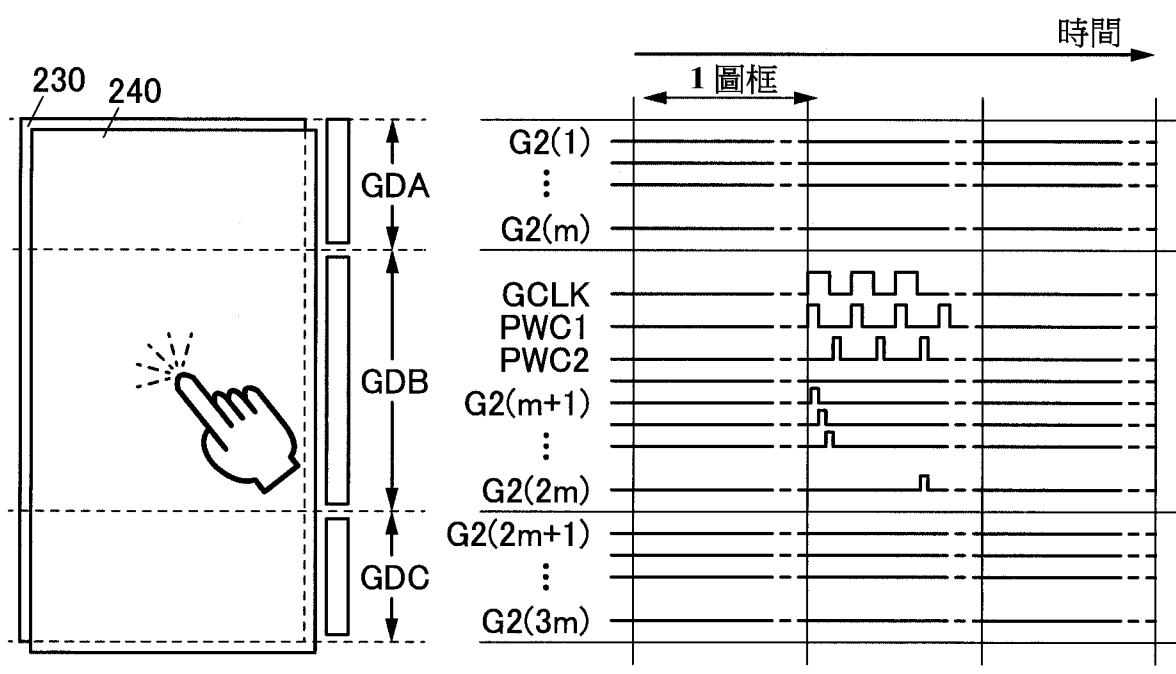 時間
1 圖框
230
240
GDA
GDB
GDC
G2(1)
⋮
G2(m)
GCLK
PWC1
PWC2
G2(m+1)
⋮
G2(2m)
G2(2m+1)
⋮
G2(3m)